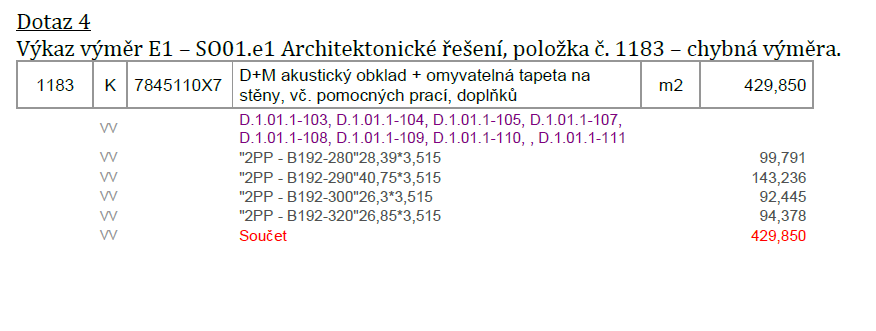 Dotaz 4
Výkaz výměr E1 – SO01.e1 Architektonické řešení, položka č. 1183 – chybná výměra.
1183 K 7845110X7 D+M akustický obklad + omyvatelná tapeta na stěny, vč. pomocných prací, doplňků m2 429,850
VV D.1.01.1-103, D.1.01.1-104, D.1.01.1-105, D.1.01.1-107,
D.1.01.1-108, D.1.01.1-109, D.1.01.1-110, , D.1.01.1-111
VV "2PP - B192-280"28,39*3,515 99,791
VV "2PP - B192-290"40,75*3,515 143,236
VV "2PP - B192-300"26,3*3,515 92,445
VV "2PP - B192-320"26,85*3,515 94,378
VV Součet 429,850